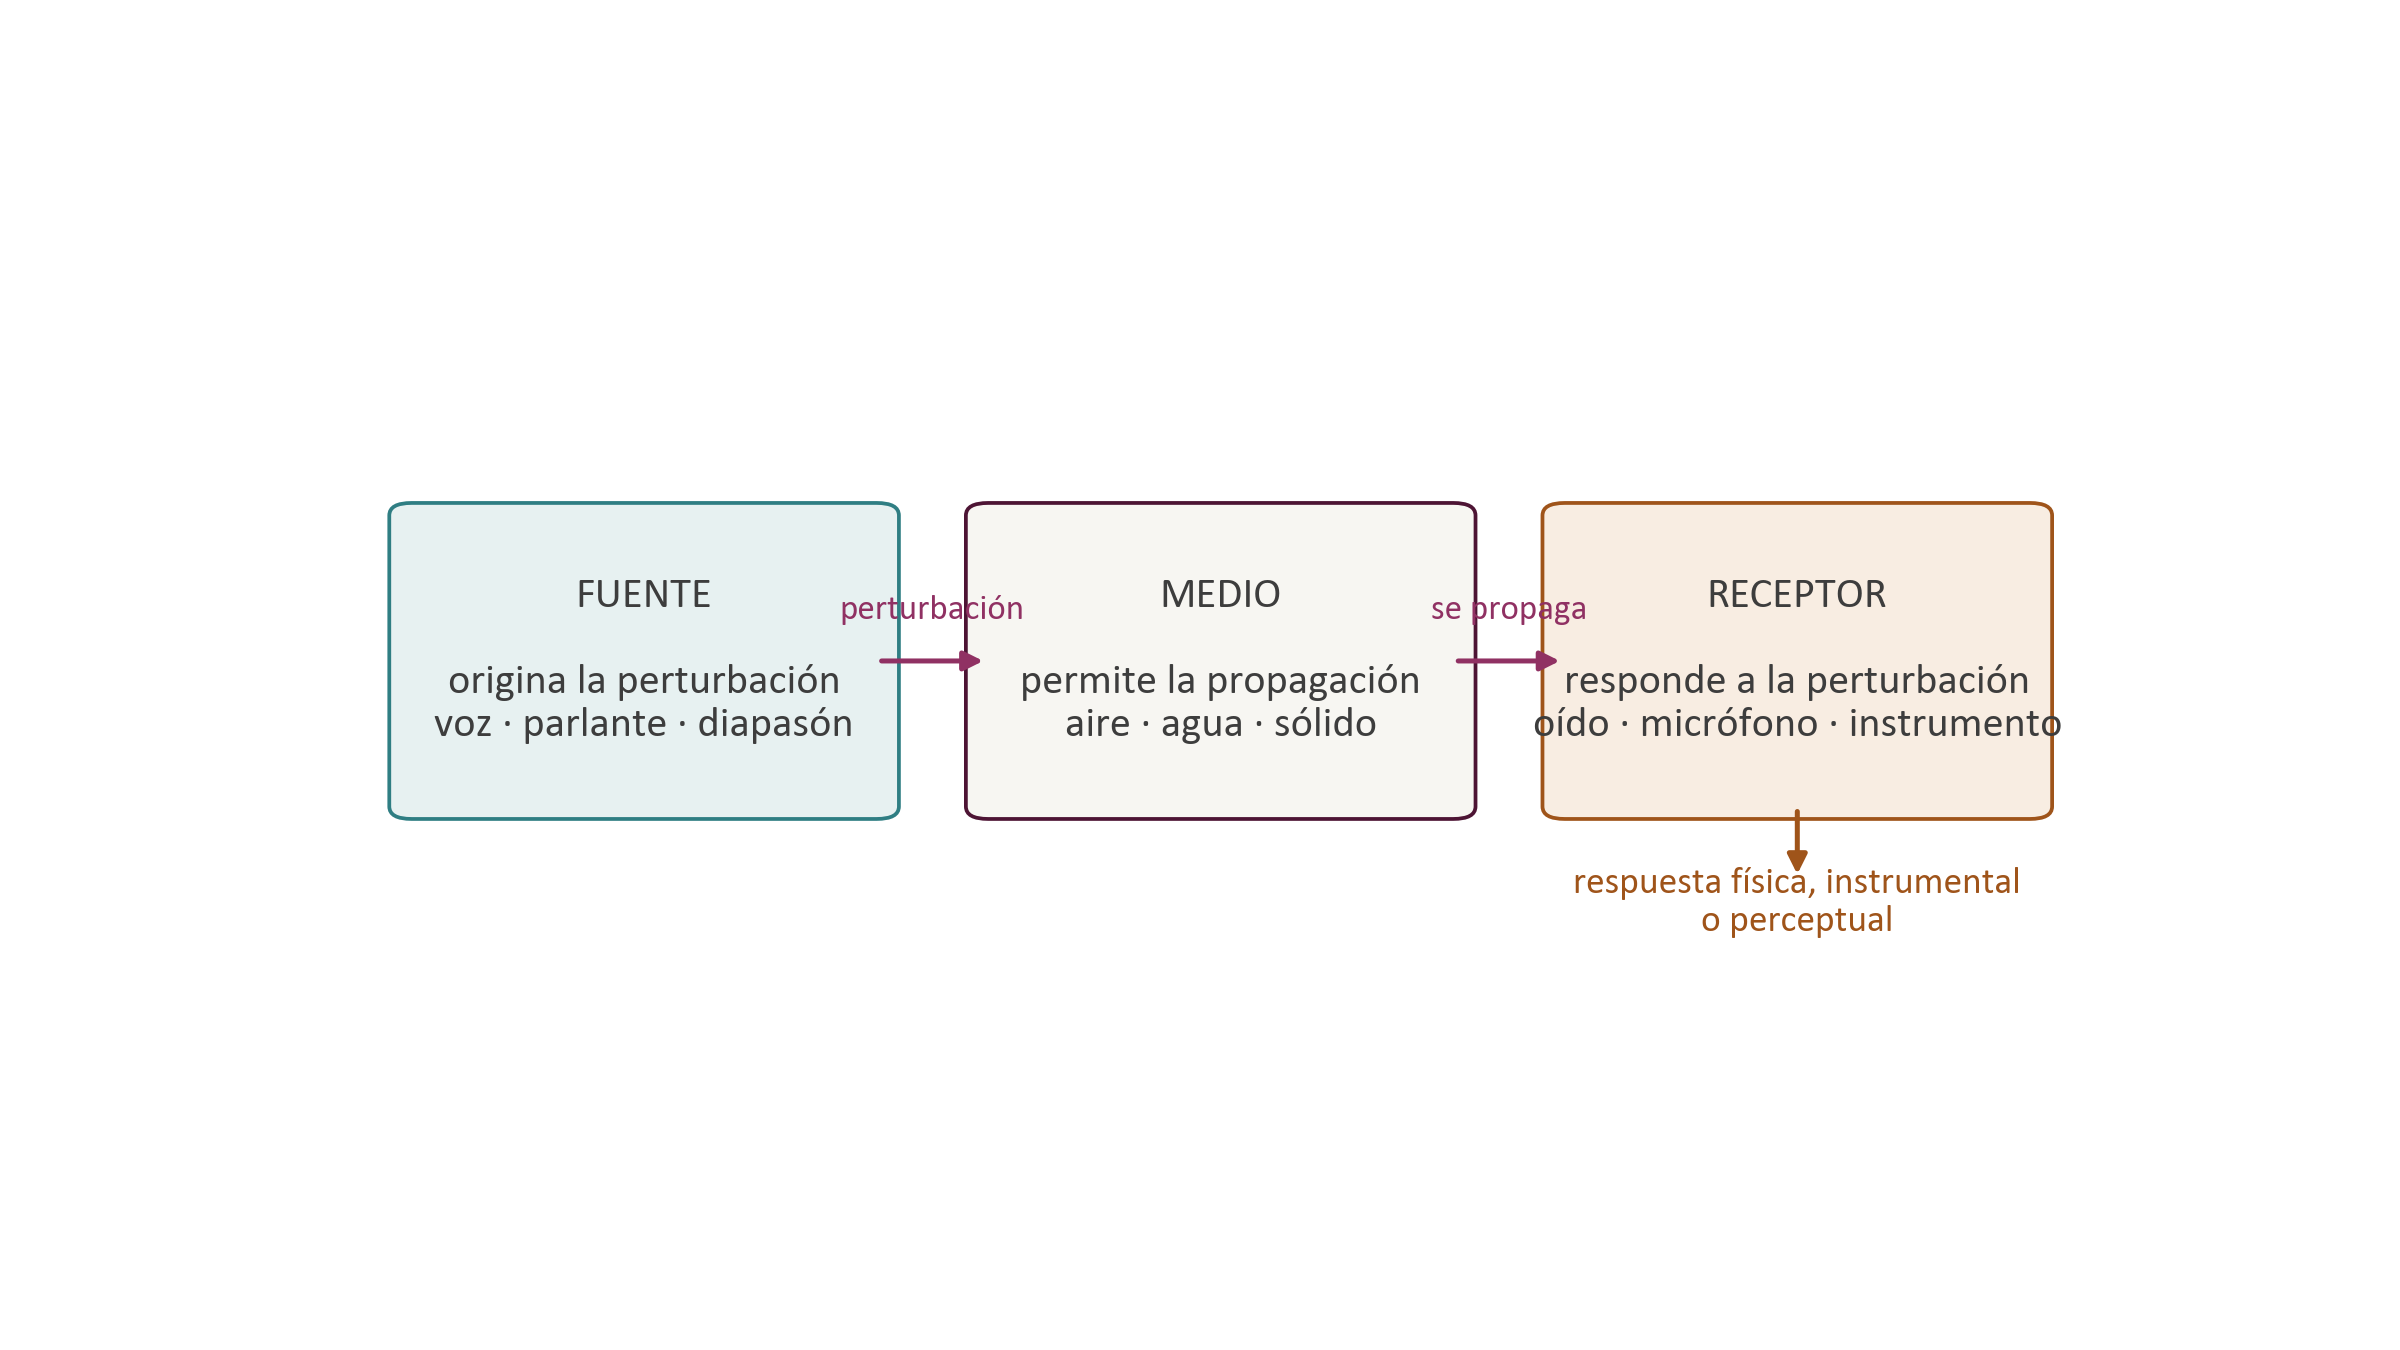 FUENTE
origina la perturbación
voz · parlante · diapasón
perturbación
MEDIO
permite la propagación
aire · agua · sólido
se propaga
RECEPTOR
responde a la perturbación
oído · micrófono · instrumento
respuesta física, instrumental
o perceptual